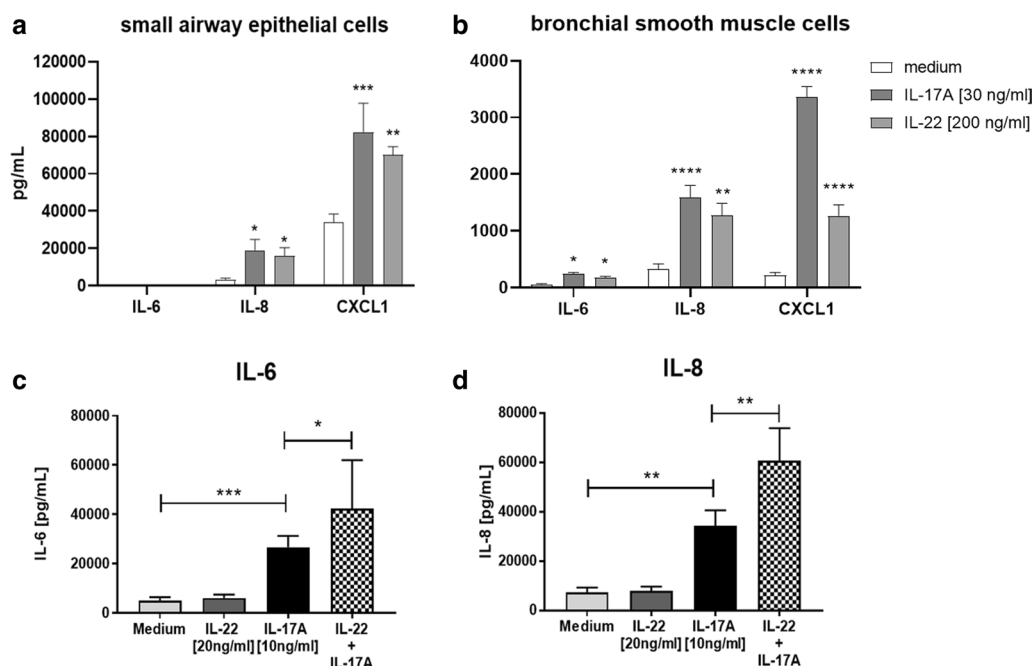 a
small airway epithelial cells
120000
100000
80000
60000
40000
20000
0
pg/mL
*
*
***
**
IL-6
IL-8
CXCL1
b
bronchial smooth muscle cells
4000
3000
2000
1000
0
*
*
****
**
****
****
IL-6
IL-8
CXCL1
medium
IL-17A [30 ng/ml]
IL-22 [200 ng/ml]
c
IL-6
80000
60000
40000
20000
0
IL-6 [pg/mL]
***
*
Medium
IL-22
[20ng/ml]
IL-17A
[10ng/ml]
IL-22
+
IL-17A
d
IL-8
80000
60000
40000
20000
0
IL-8 [pg/mL]
**
**
Medium
IL-22
[20ng/ml]
IL-17A
[10ng/ml]
IL-22
+
IL-17A